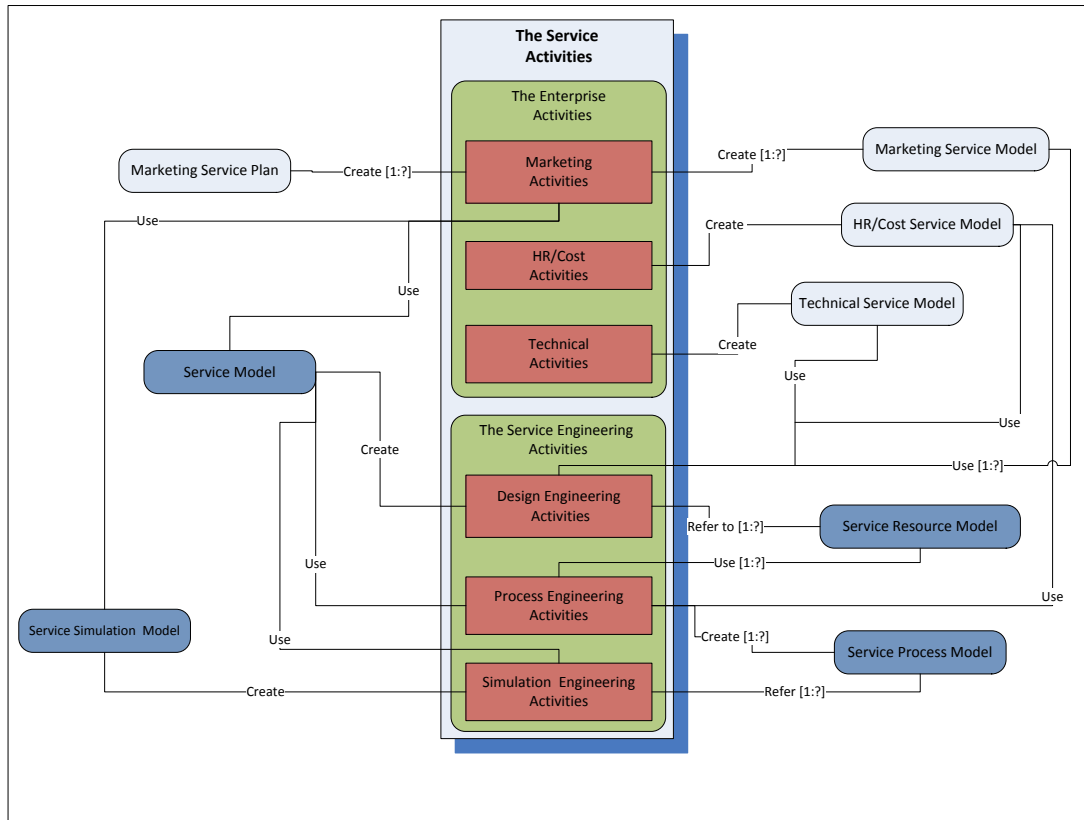 The Service
Activities
The Enterprise
Activities
Marketing Service Plan
Create [1:?]
Marketing
Activities
Create [1:?]
Marketing Service Model
Use
Create
HR/Cost Service Model
HR/Cost
Activities
Use
Technical Service Model
Technical
Activities
Create
Service Model
Use
Use
The Service Engineering
Activities
Create
Use [1:?]
Design Engineering
Activities
Refer to [1:?]
Service Resource Model
Use
Use [1:?]
Process Engineering
Activities
Use
Service Simulation  Model
Use
Create [1:?]
Service Process Model
Create
Simulation  Engineering
Activities
Refer [1:?]